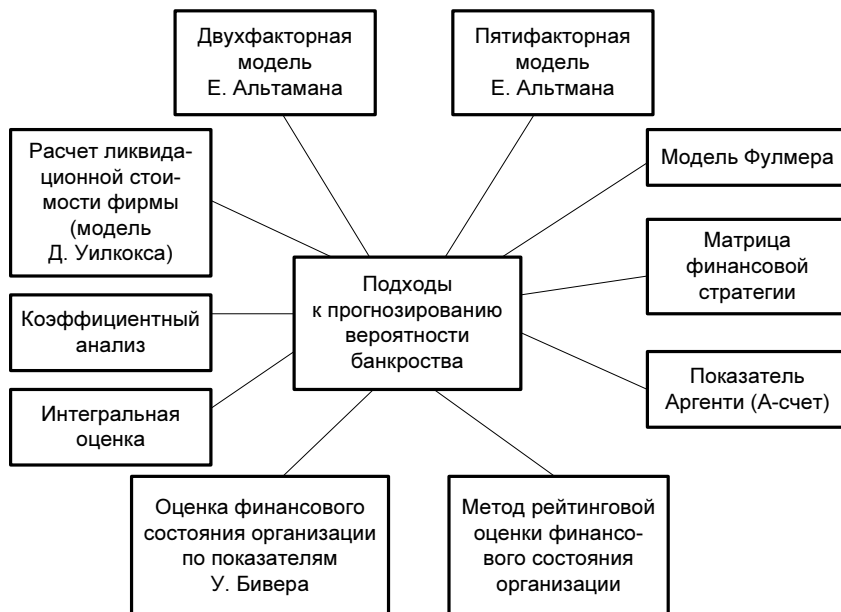 Двухфакторная
модель
Е. Альтамана
Пятифакторная
модель
Е. Альтмана
Расчет ликвида-
ционной стои-
мости фирмы
(модель
Д. Уилкокса)
Модель Фулмера
Матрица
финансовой
стратегии
Подходы
к прогнозированию
вероятности
банкроства
Коэффициентный
анализ
Показатель
Аргенти (А-счет)
Интегральная
оценка
Оценка финансового
состояния организации
по показателям
У. Бивера
Метод рейтинговой
оценки финансо-
вого состояния
организации